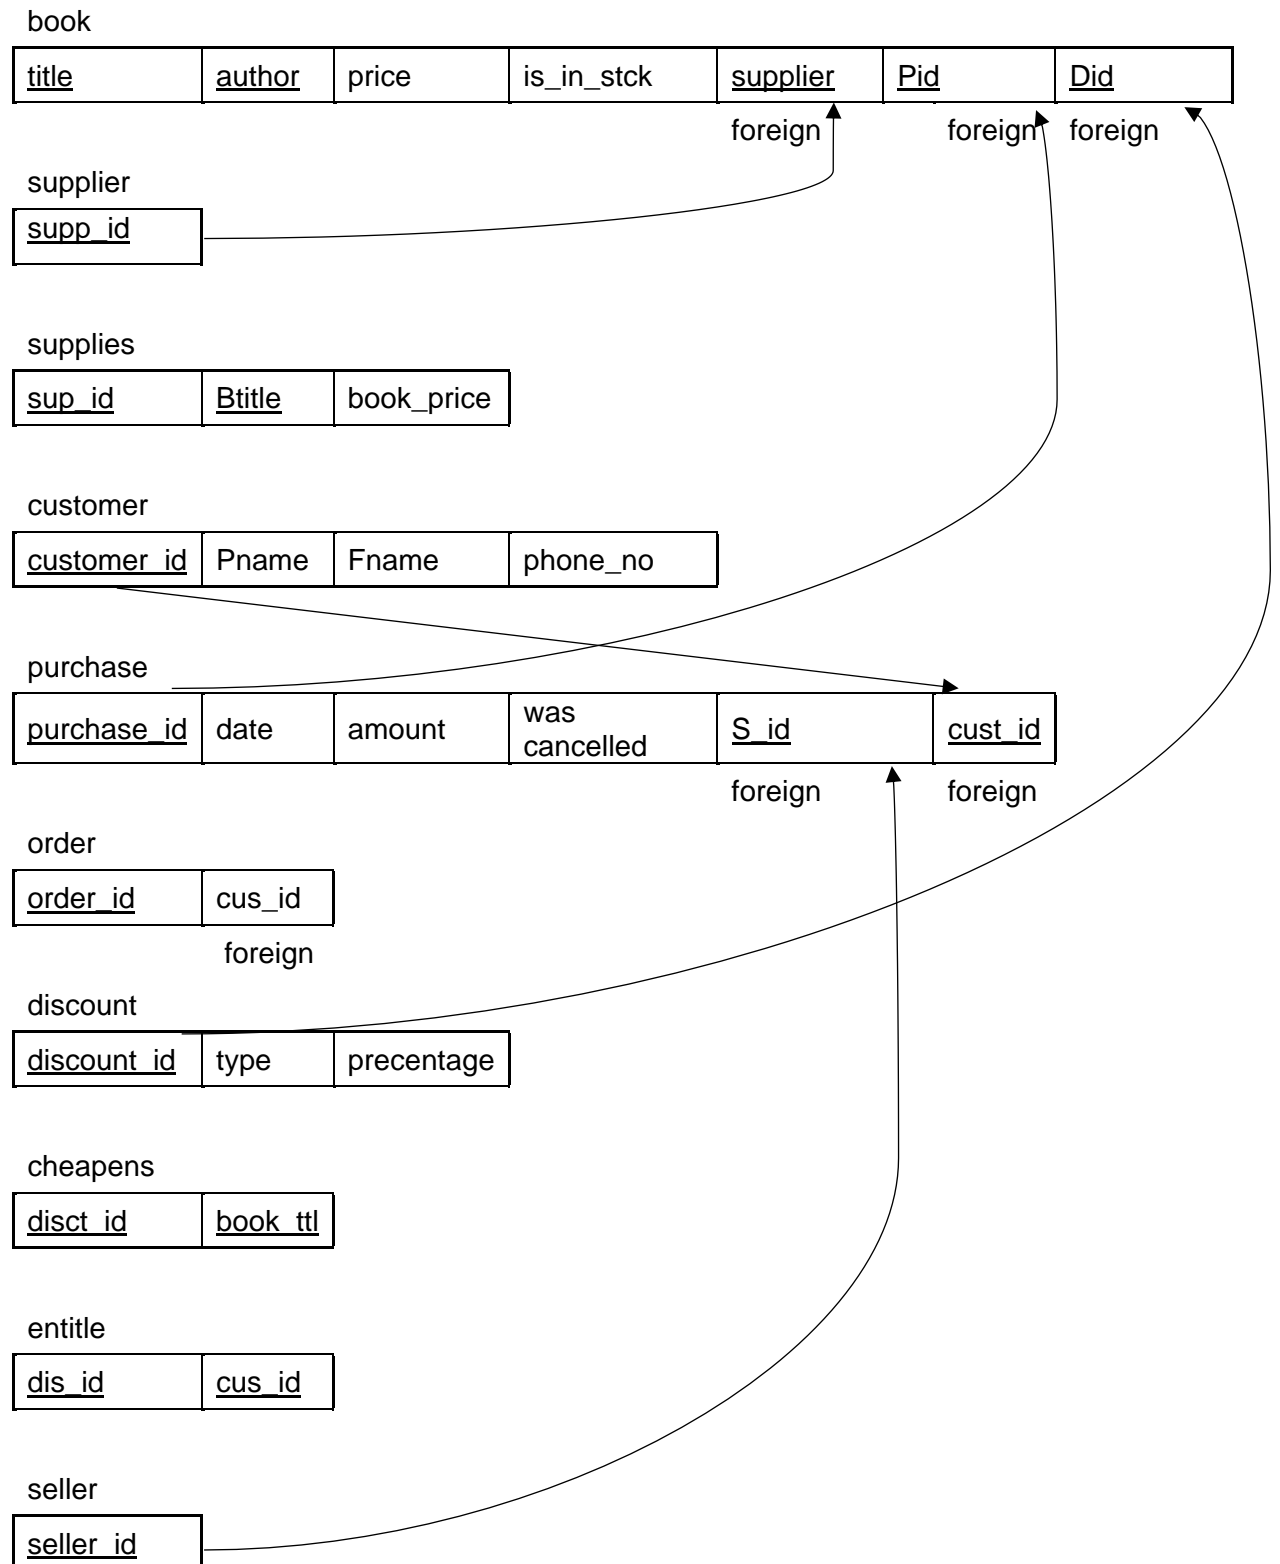 book
title author price is_in_stck supplier Pid Did
foreign foreign foreign
supplier
supp_id
supplies
sup_id Btitle book_price
customer
customer_id Pname Fname phone_no
purchase
purchase_id date amount was cancelled S_id cust_id
foreign foreign
order
order_id cus_id
foreign
discount
discount_id type precentage
cheapens
disct_id book_ttl
entitle
dis_id cus_id
seller
seller_id